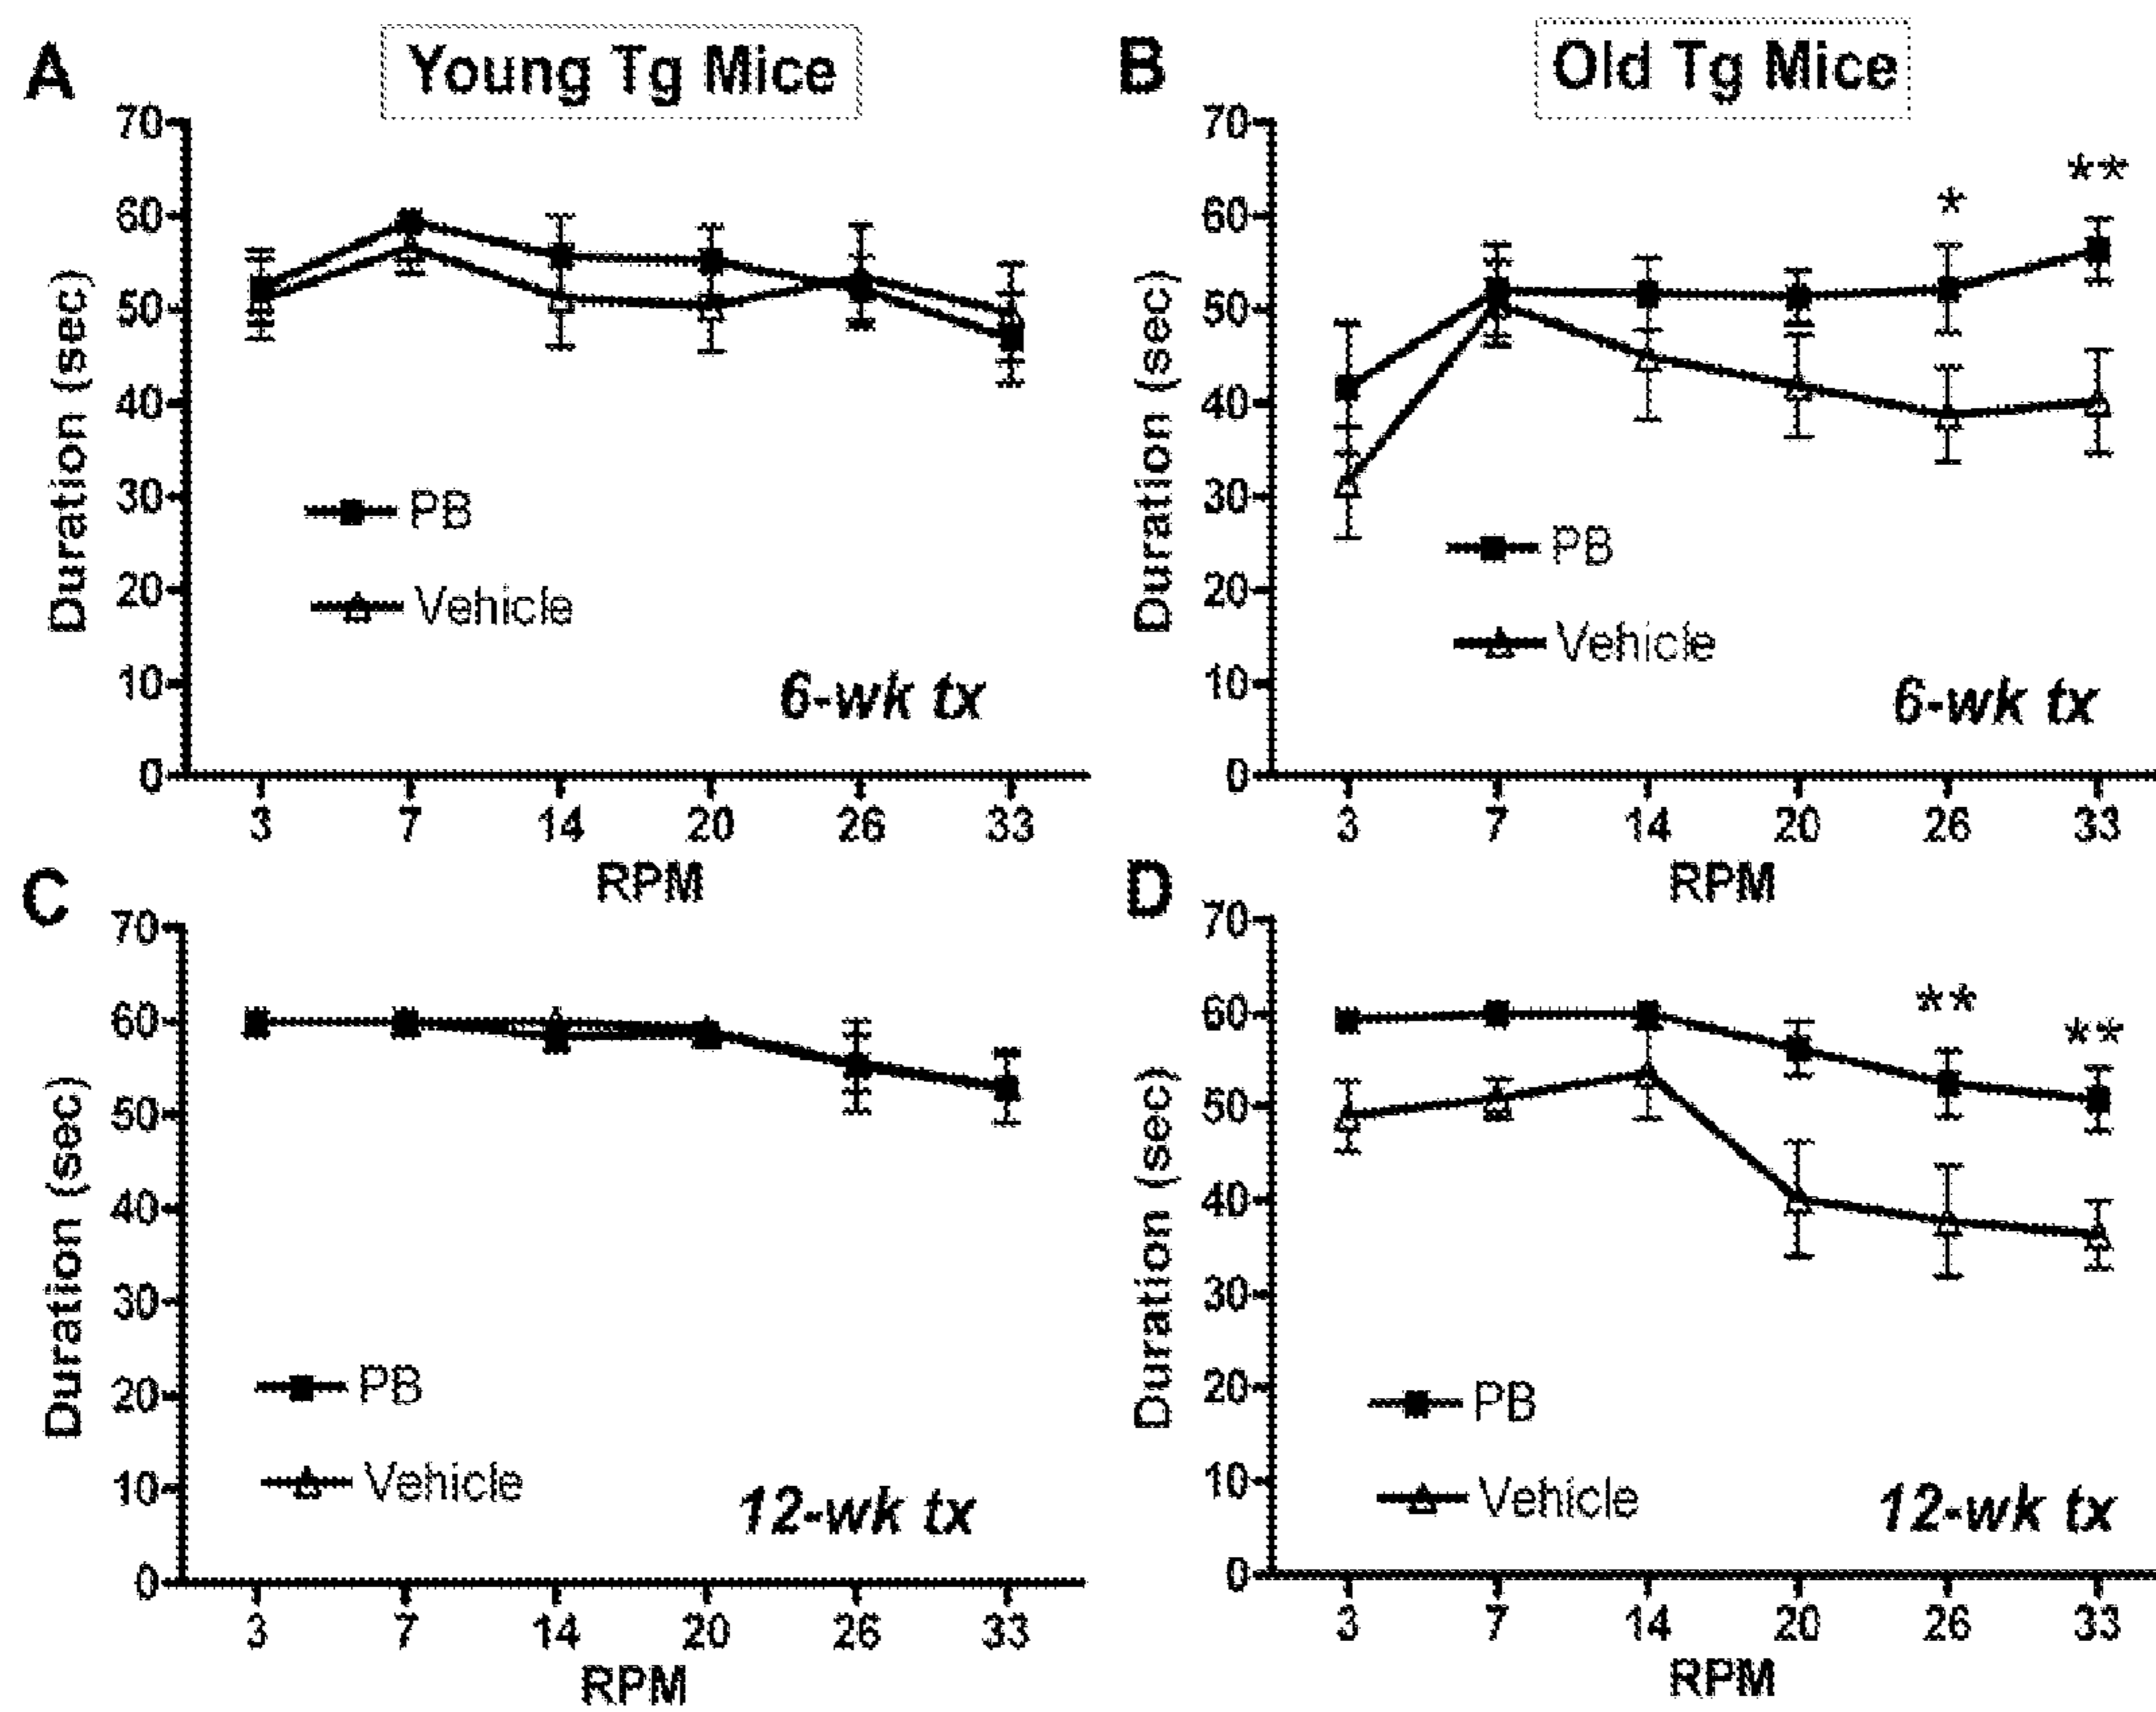 A
Young Tg Mice
70
60
50
40
30
20
10
0
Duration (sec)
PB
Vehicle
6-wk tx
3 7 14 20 26 33
RPM
B
Old Tg Mice
70
60
50
40
30
20
10
0
Duration (sec)
*
**
PB
Vehicle
6-wk tx
3 7 14 20 26 33
RPM
C
70
60
50
40
30
20
10
0
Duration (sec)
PB
Vehicle
12-wk tx
3 7 14 20 26 33
RPM
D
70
60
50
40
30
20
10
0
Duration (sec)
**
**
PB
Vehicle
12-wk tx
3 7 14 20 26 33
RPM